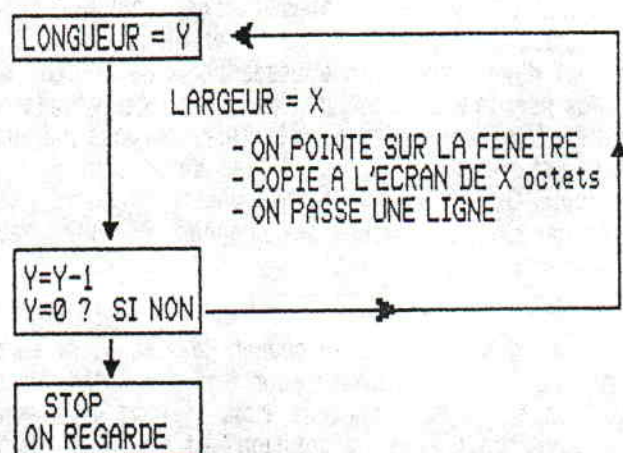 LONGUEUR = Y
LARGEUR = X
- ON POINTE SUR LA FENETRE
- COPIE A L'ECRAN DE X octets
- ON PASSE UNE LIGNE
Y=Y-1
Y=0 ? SI NON
STOP
ON REGARDE